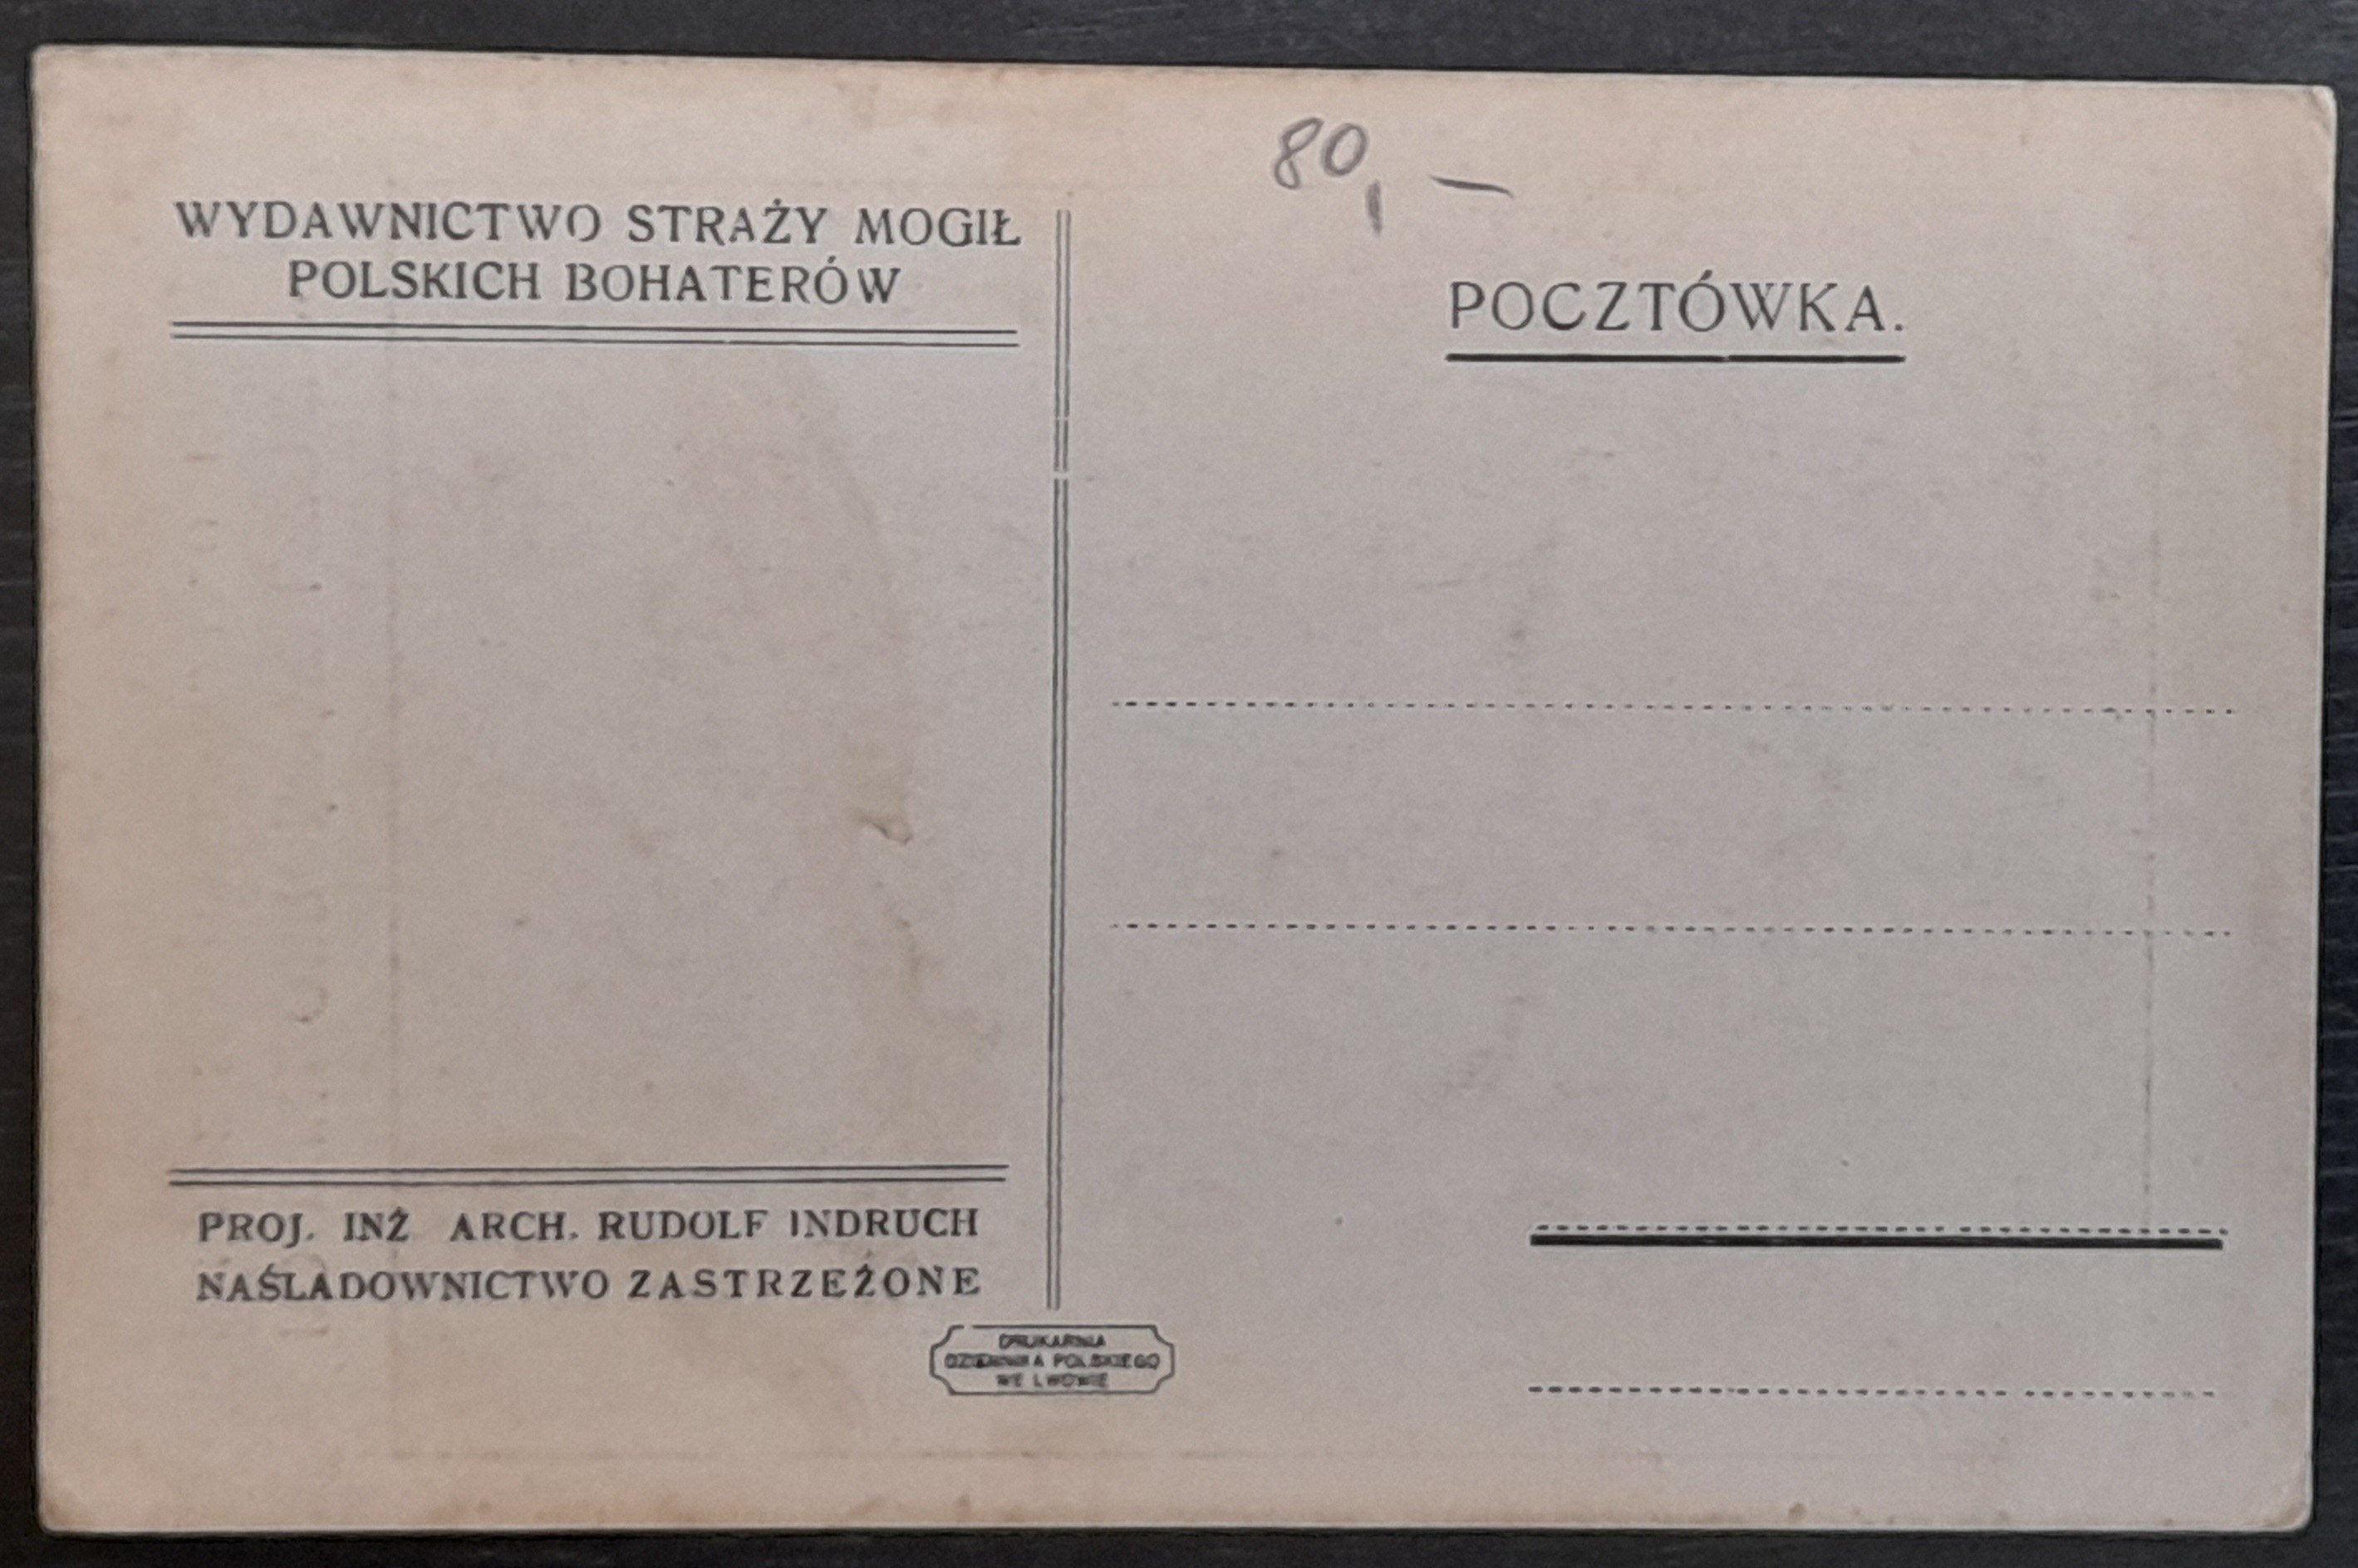 WYDAWNICTWO STRAŻY MOGIŁ
POLSKICH BOHATERÓW
80,—
POCZTÓWKA.
PROJ. INŻ ARCH. RUDOLF INDRUCH
NAŚLADOWNICTWO ZASTRZEŻONE
DRUKARNIA
DZIENNIKA POLSKIEGO
WE LWOWIE